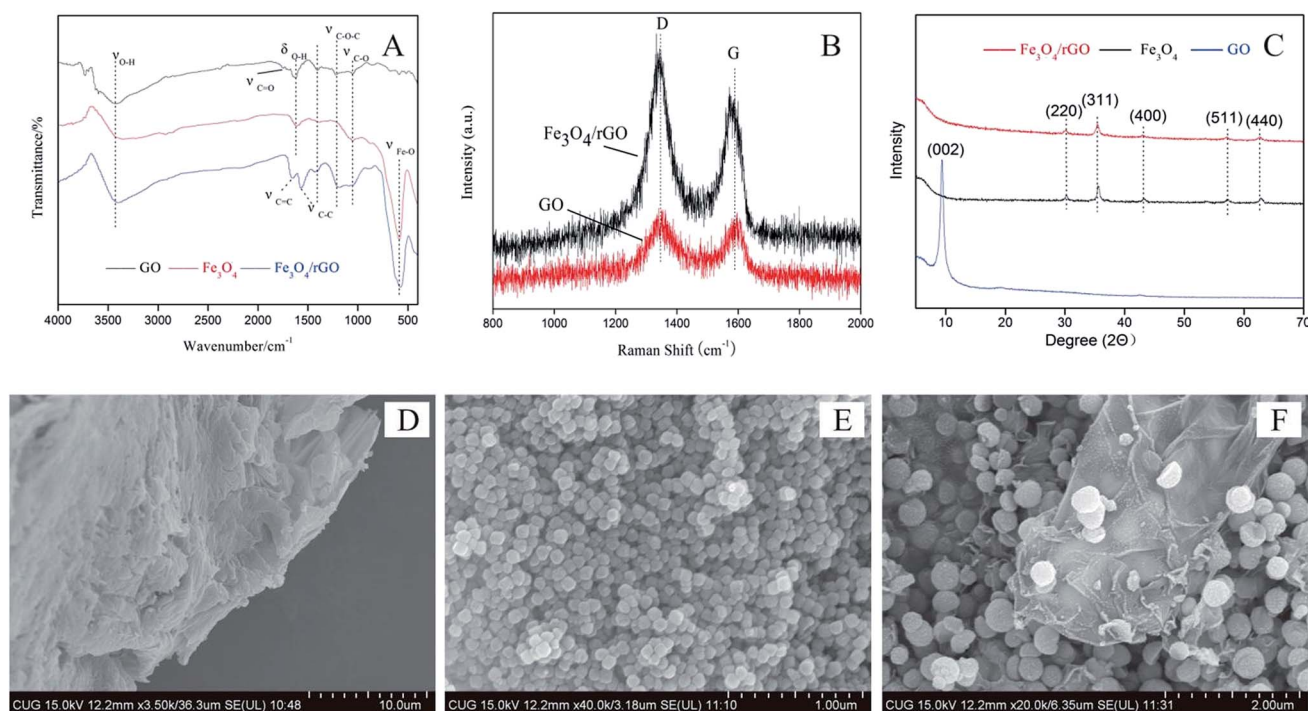 A
ν O-H
δ O-H
ν C-O-C
ν C-O
ν C=O
ν Fe-O
ν C=C
ν C-C
GO Fe3O4 Fe3O4/rGO
Transmittance/%
4000 3500 3000 2500 2000 1500 1000 500
Wavenumber/cm-1
B
D
G
Fe3O4/rGO
GO
Intensity (a.u.)
800 1000 1200 1400 1600 1800 2000
Raman Shift (cm-1)
C
Fe3O4/rGO Fe3O4 GO
(220) (311) (400) (511) (440)
(002)
Intensity
10 20 30 40 50 60 70
Degree (2Θ)
D
CUG 15.0kV 12.2mm x3.50k/36.3um SE(UL) 10:48 10.0um
E
CUG 15.0kV 12.2mm x40.0k/3.18um SE(UL) 11:10 1.00um
F
CUG 15.0kV 12.2mm x20.0k/6.35um SE(UL) 11:31 2.00um